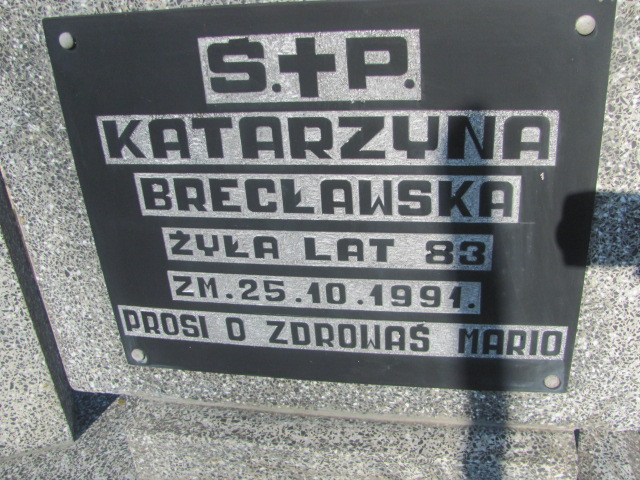 Ś.✝P.
KATARZYNA
BRECŁAWSKA
ŻYŁA LAT 83
ZM. 25.10.1991.
PROSI O ZDROWAŚ MARIO